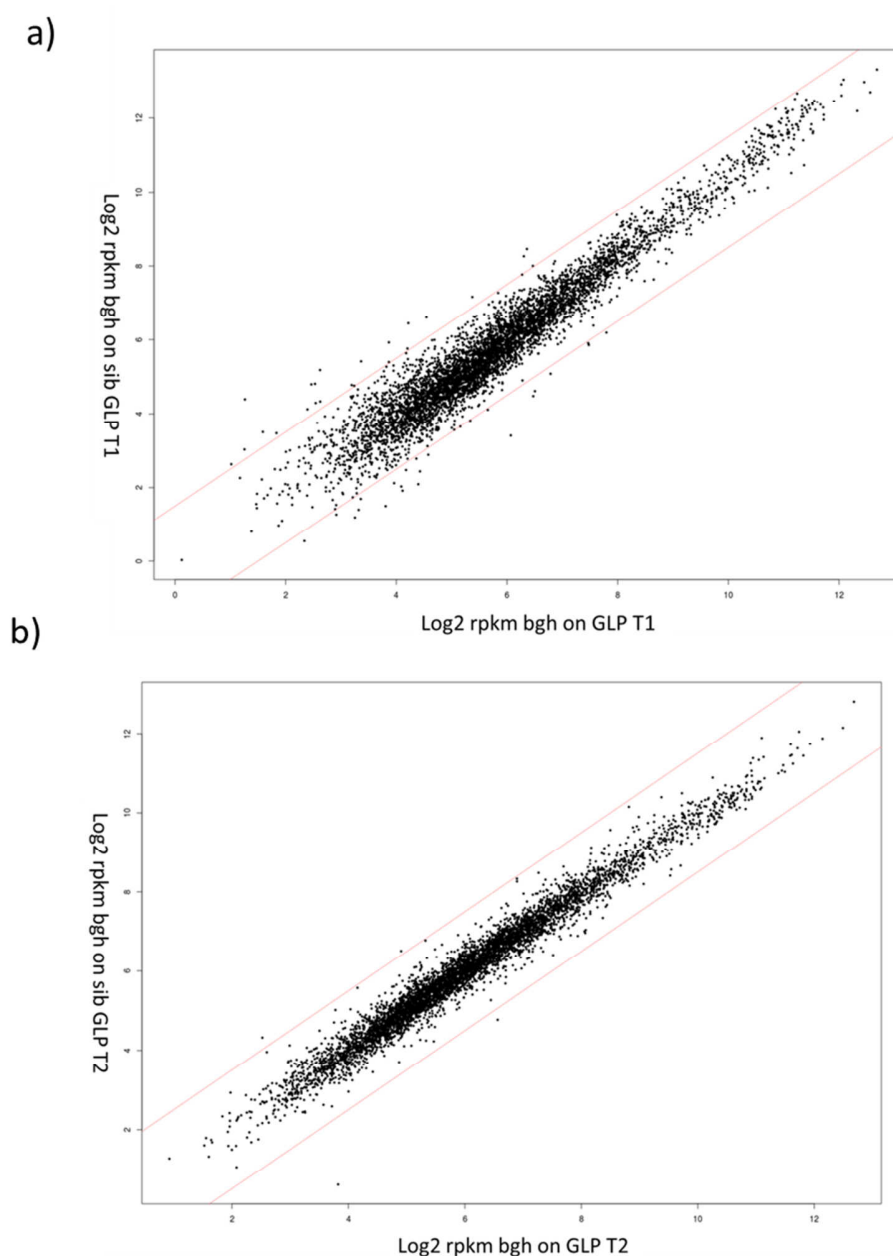 a)
Log2 rpkm bgh on sib GLP T1
12
10
8
6
4
2
0
0 2 4 6 8 10 12
Log2 rpkm bgh on GLP T1
b)
Log2 rpkm bgh on sib GLP T2
12
10
8
6
4
2
2 4 6 8 10 12
Log2 rpkm bgh on GLP T2